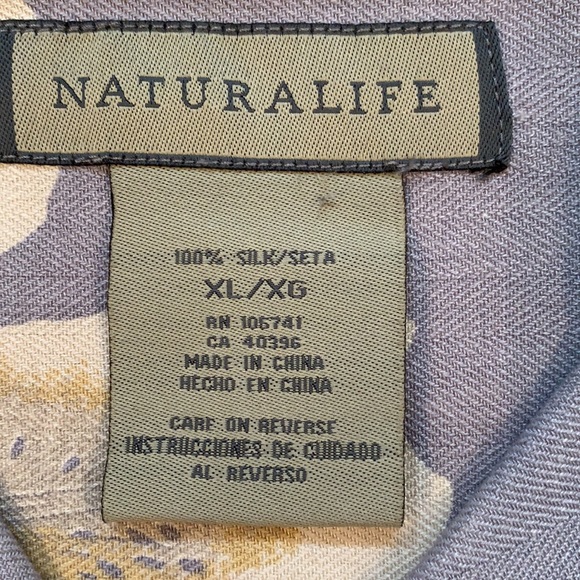 NATURALIFE
100% SILK/SETA
XL/XG
RN 106741
CA 40396
MADE IN CHINA
HECHO EN CHINA
CARE ON REVERSE
INSTRUCCIONES DE CUIDADO
AL REVERSO